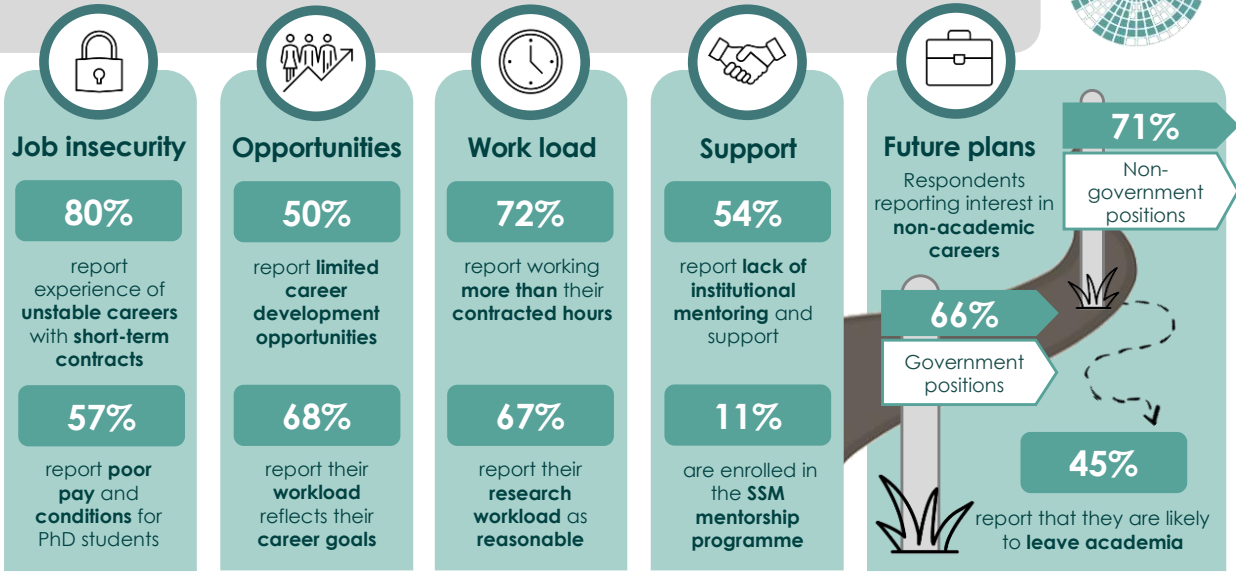 Job insecurity
80%
report
experience of
unstable careers
with short-term
contracts
57%
report poor
pay and
conditions for
PhD students
Opportunities
50%
report limited
career
development
opportunities
68%
report their
workload
reflects their
career goals
Work load
72%
report working
more than their
contracted hours
67%
report their
research
workload as
reasonable
Support
54%
report lack of
institutional
mentoring and
support
11%
are enrolled in
the SSM
mentorship
programme
Future plans
Respondents
reporting interest in
non-academic
careers
71%
Non-
government
positions
66%
Government
positions
45%
report that they are likely
to leave academia